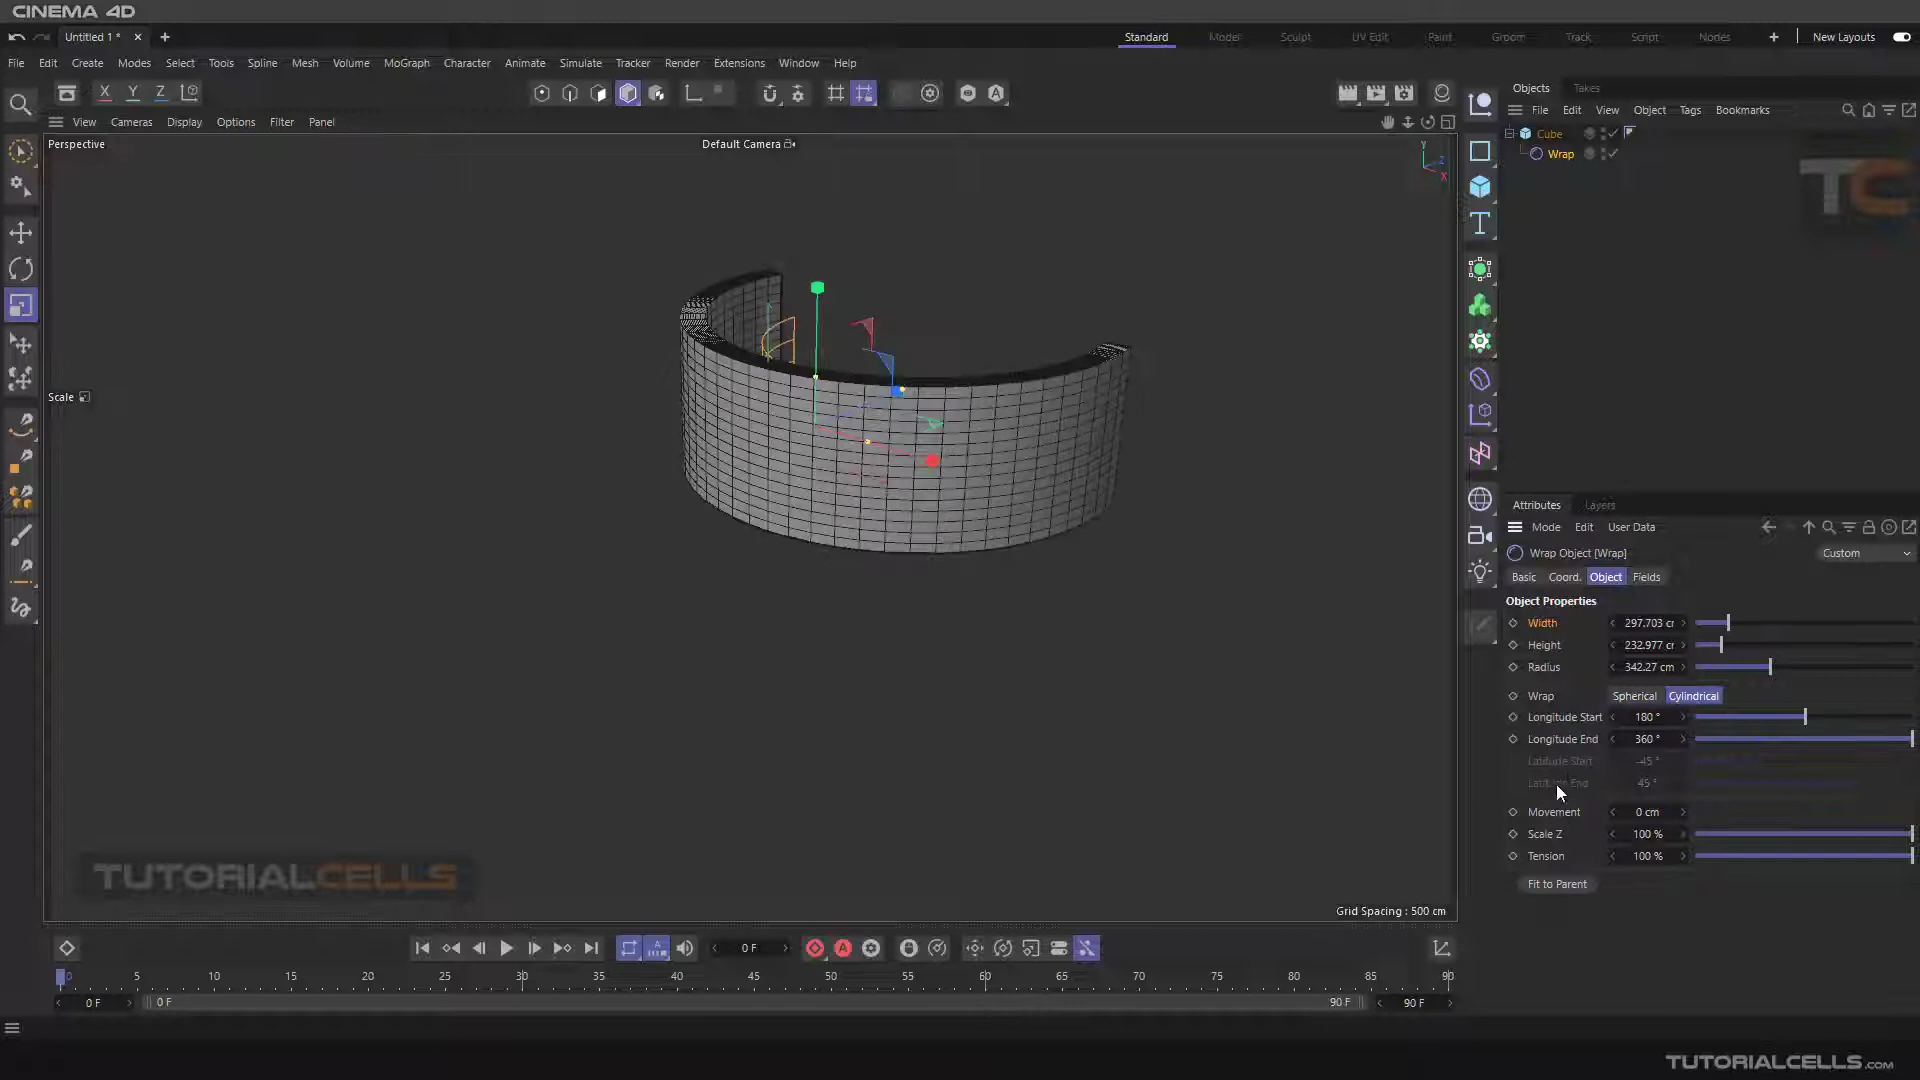 CINEMA 4D
Untitled 1 *
Standard Model Sculpt UV Edit Paint Groom Track Script Nodes New Layouts
File Edit Create Modes Select Tools Spline Mesh Volume MoGraph Character Animate Simulate Tracker Render Extensions Window Help
X Y Z
Objects Takes
View Cameras Display Options Filter Panel
File Edit View Object Tags Bookmarks
Perspective
Default Camera
Y Z X
Cube
Wrap
TC
Scale
Attributes Layers
Mode Edit User Data
Wrap Object [Wrap]
Custom
Basic Coord. Object Fields
Object Properties
Width 297.703 cr
Height 232.977 cr
Radius 342.27 cm
Wrap Spherical Cylindrical
Longitude Start 180 °
Longitude End 360 °
Latitude Start -45 °
Latitude End 45 °
Movement 0 cm
Scale Z 100 %
Tension 100 %
Fit to Parent
TUTORIALCELLS
Grid Spacing : 500 cm
0 F
0 5 10 15 20 25 30 35 40 45 50 55 60 65 70 75 80 85 90
0 F 0 F 90 F 90 F
TUTORIALCELLS.COM